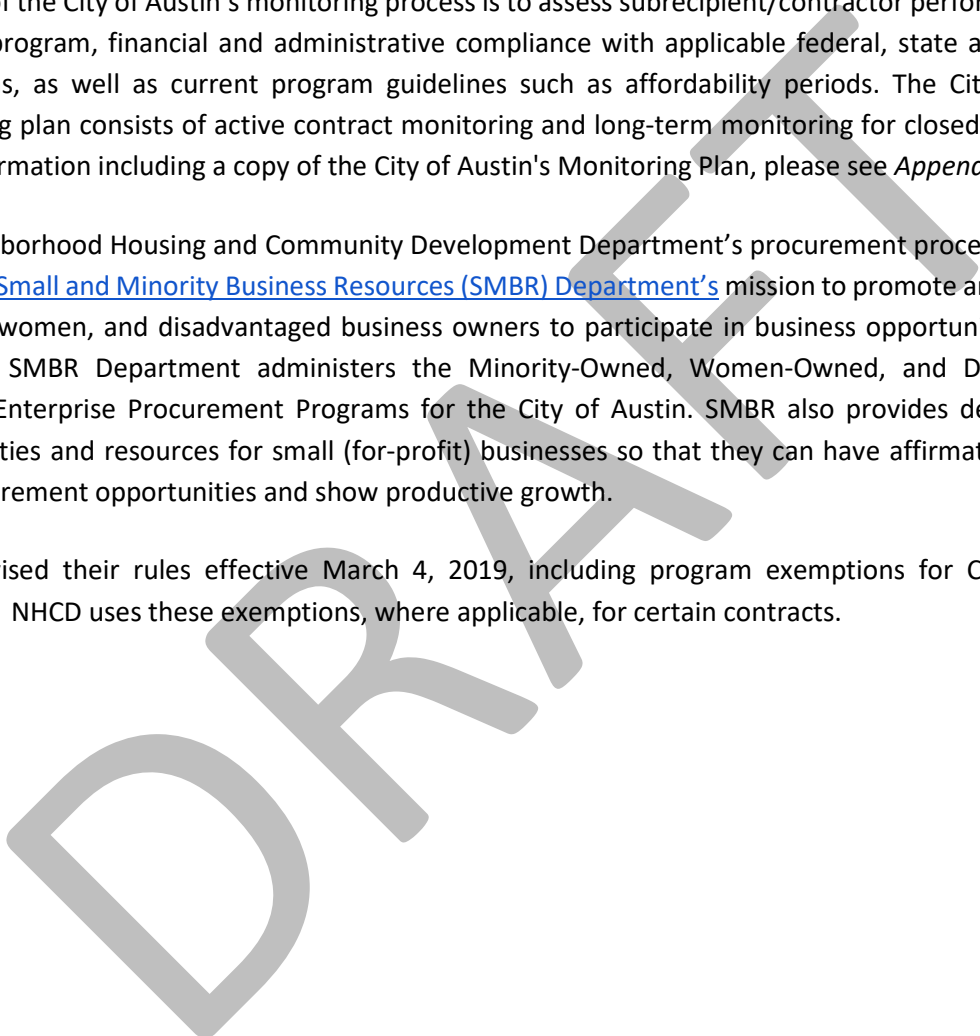 of the City of Austin's monitoring process is to assess subrecipient/contractor perfor
program, financial and administrative compliance with applicable federal, state a
s, as well as current program guidelines such as affordability periods. The Cit
g plan consists of active contract monitoring and long-term monitoring for closed
rmation including a copy of the City of Austin's Monitoring Plan, please see Append
borhood Housing and Community Development Department's procurement proce
Small and Minority Business Resources (SMBR) Department's mission to promote a
women, and disadvantaged business owners to participate in business opportun
SMBR Department administers the Minority-Owned, Women-Owned, and D
Enterprise Procurement Programs for the City of Austin. SMBR also provides de
ties and resources for small (for-profit) businesses so that they can have affirmat
rement opportunities and show productive growth.
ised their rules effective March 4, 2019, including program exemptions for C
NHCD uses these exemptions, where applicable, for certain contracts.
DRAFT